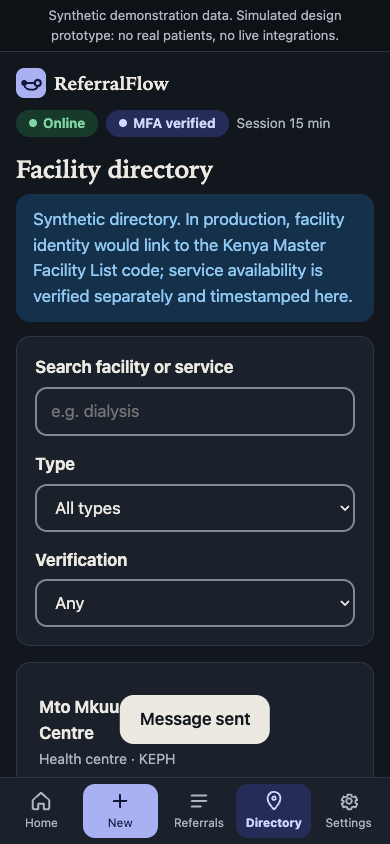 Synthetic demonstration data. Simulated design
prototype: no real patients, no live integrations.
ReferralFlow
Online
MFA verified
Session 15 min
Facility directory
Synthetic directory. In production, facility
identity would link to the Kenya Master
Facility List code; service availability is
verified separately and timestamped here.
Search facility or service
e.g. dialysis
Type
All types
Verification
Any
Mto Mkuu
Centre
Message sent
Health centre · KEPH
Home
New
Referrals
Directory
Settings